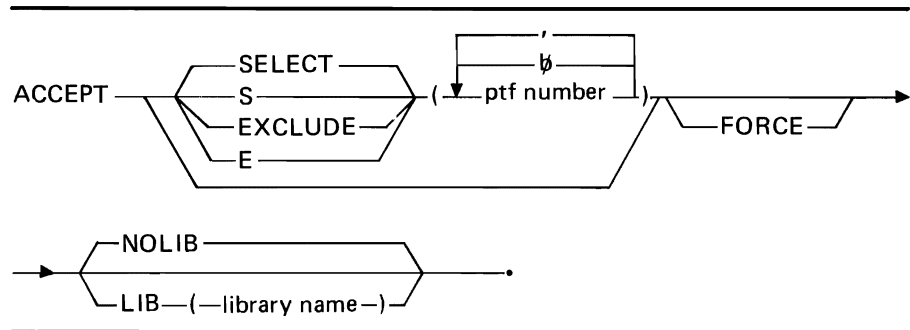 ,
ƀ
SELECT
ACCEPT S ( ptf number )
EXCLUDE FORCE
E
NOLIB
LIB ( library name )